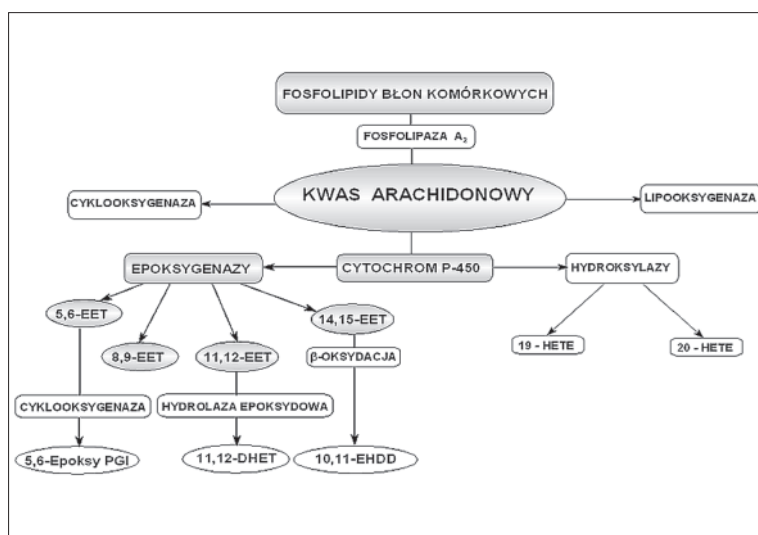 FOSFOLIPIDY BŁON KOMÓRKOWYCH
FOSFOLIPAZA A₂
KWAS ARACHIDONOWY
CYKLOOKSYGENAZA
LIPOOKSYGENAZA
EPOKSYGENAZY
CYTOCHROM P-450
HYDROKSYLAZY
5,6-EET
14,15-EET
8,9-EET
11,12-EET
19 - HETE
20 - HETE
β-OKSYDACJA
CYKLOOKSYGENAZA
HYDROLAZA EPOKSYDOWA
5,6-Epoksy PGI
11,12-DHET
10,11-EHDD